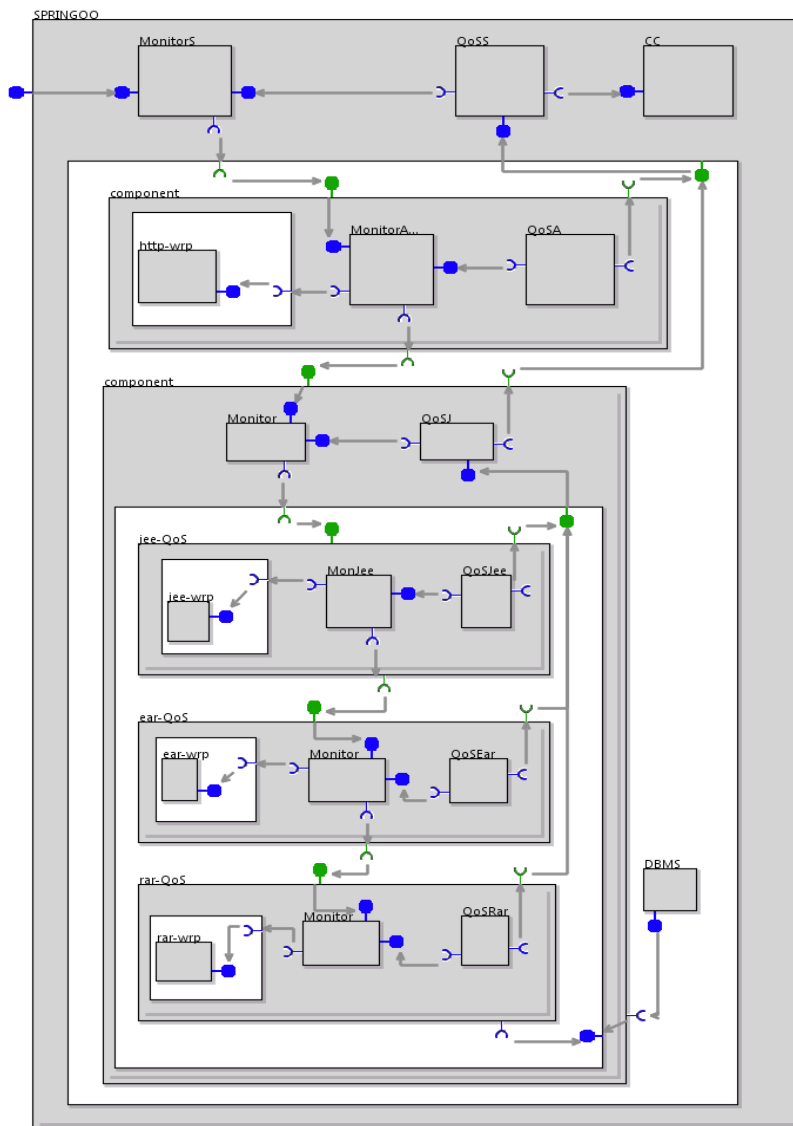 SPRINGOO
MonitorS
QoSS
CC
component
MonitorA...
QoSA
http-wrp
component
Monitor
QoSJ
jee-QoS
MonJee
QoSJee
jee-wrp
ear-QoS
ear-wrp
Monitor
QoSEar
DBMS
rar-QoS
Monitor
QoSRar
rar-wrp